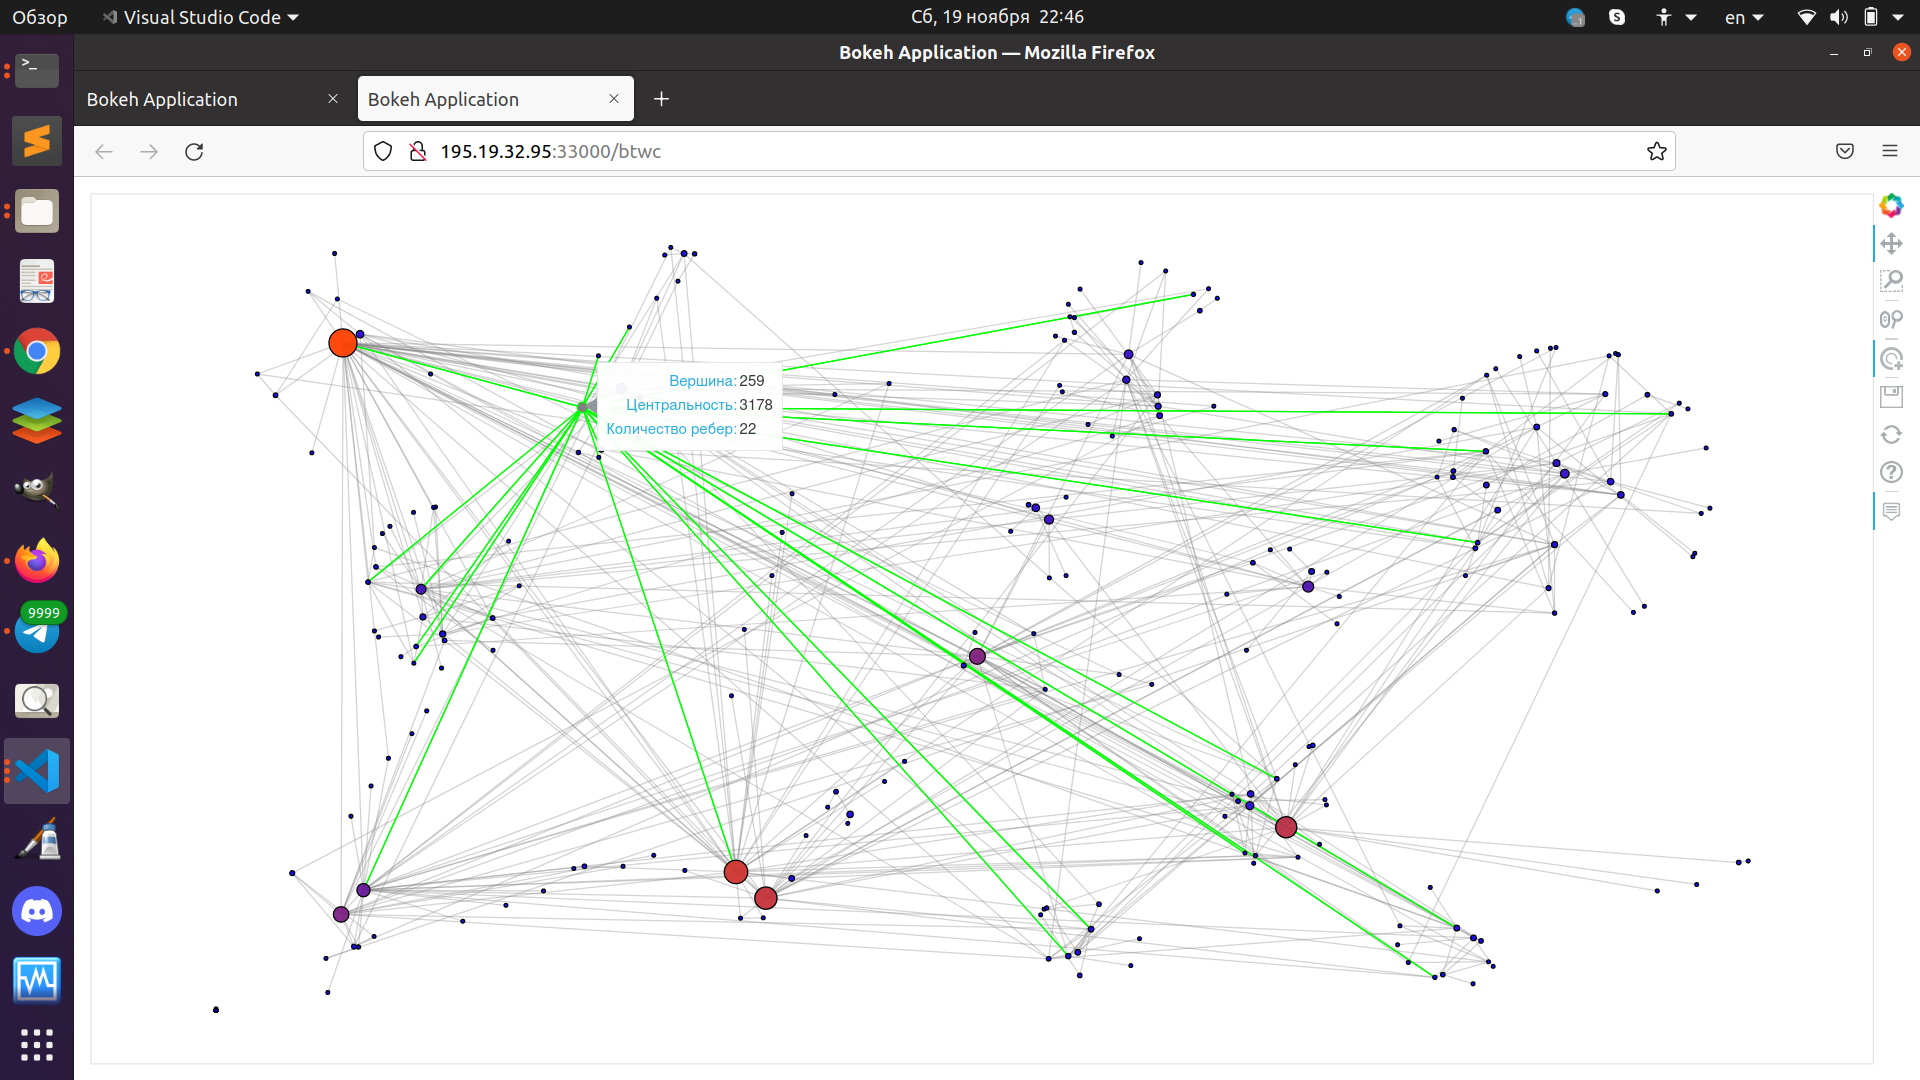 Обзор
Visual Studio Code
Сб, 19 ноября 22:46
en
Bokeh Application — Mozilla Firefox
Bokeh Application
Bokeh Application
195.19.32.95:33000/btwc
Вершина: 259
Центральность: 3178
Количество ребер: 22
9999